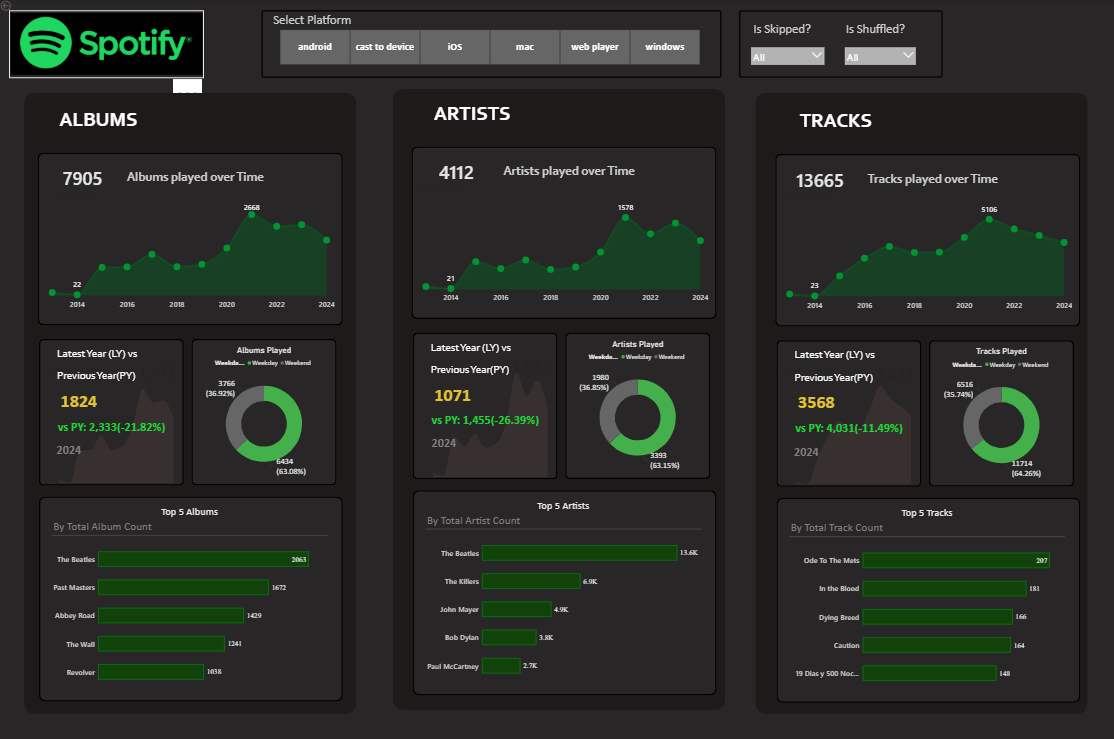 Spotify®
Select Platform
android
cast to device
iOS
mac
web player
windows
Is Skipped?
All
Is Shuffled?
All
ALBUMS
7905
Albums played over Time
2668
22
2014 2016 2018 2020 2022 2024
Latest Year (LY) vs
Previous Year(PY)
1824
vs PY: 2,333(-21.82%)
2024
Albums Played
Weekda... Weekday Weekend
3766
(36.92%)
6434
(63.08%)
Top 5 Albums
By Total Album Count
The Beatles 2063
Past Masters 1672
Abbey Road 1429
The Wall 1241
Revolver 1038
ARTISTS
4112
Artists played over Time
1578
21
2014 2016 2018 2020 2022 2024
Latest Year (LY) vs
Previous Year(PY)
1071
vs PY: 1,455(-26.39%)
2024
Artists Played
Weekda... Weekday Weekend
1980
(36.85%)
3393
(63.15%)
Top 5 Artists
By Total Artist Count
The Beatles 13.6K
The Killers 6.9K
John Mayer 4.9K
Bob Dylan 3.8K
Paul McCartney 2.7K
TRACKS
13665
Tracks played over Time
5106
23
2014 2016 2018 2020 2022 2024
Latest Year (LY) vs
Previous Year(PY)
3568
vs PY: 4,031(-11.49%)
2024
Tracks Played
Weekda... Weekday Weekend
6516
(35.74%)
11714
(64.26%)
Top 5 Tracks
By Total Track Count
Ode To The Mets 207
In the Blood 181
Dying Breed 166
Caution 164
19 Dias y 500 Noc... 148